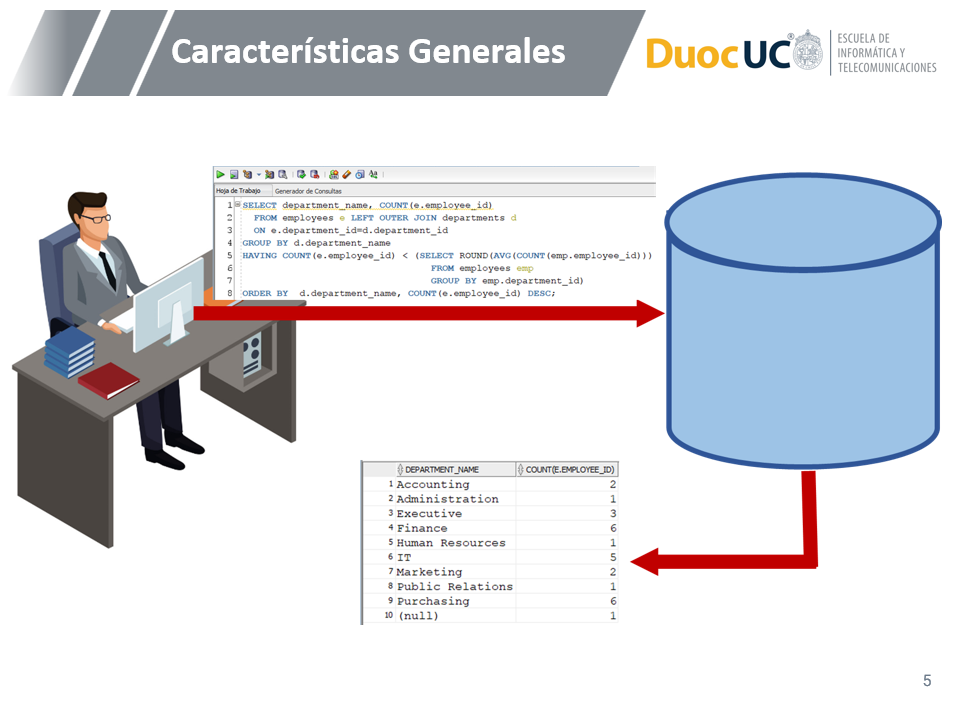 Características Generales
DuocUC®
ESCUELA DE
INFORMÁTICA Y
TELECOMUNICACIONES
Hoja de Trabajo Generador de Consultas
1 SELECT department_name, COUNT(e.employee_id)
2 FROM employees e LEFT OUTER JOIN departments d
3 ON e.department_id=d.department_id
4 GROUP BY d.department_name
5 HAVING COUNT(e.employee_id) < (SELECT ROUND(AVG(COUNT(emp.employee_id)))
6 FROM employees emp
7 GROUP BY emp.department_id)
8 ORDER BY d.department_name, COUNT(e.employee_id) DESC;
DEPARTMENT_NAME COUNT(E.EMPLOYEE_ID)
1 Accounting 2
2 Administration 1
3 Executive 3
4 Finance 6
5 Human Resources 1
6 IT 5
7 Marketing 2
8 Public Relations 1
9 Purchasing 6
10 (null) 1
5